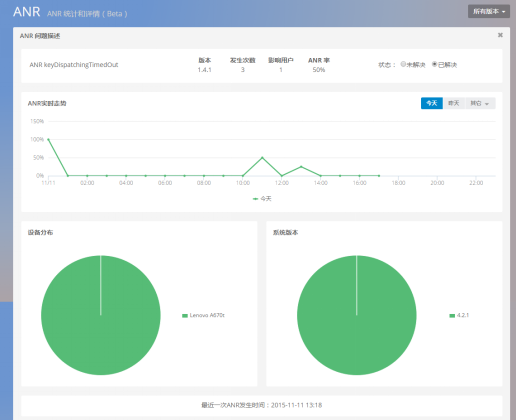 ANR ANR 统计和详情 ( Beta )
所有版本
ANR 问题描述
版本 发生次数 影响用户 ANR 率
ANR keyDispatchingTimedOut 1.4.1 3 1 50% 状态： 未解决 已解决
ANR实时走势 今天 昨天 其它
150%
100%
50%
0%
11/11 02:00 04:00 06:00 08:00 10:00 12:00 14:00 16:00 18:00 20:00 22:00
今天
设备分布 系统版本
Lenovo A670t 4.2.1
最近一次ANR发生时间：2015-11-11 13:18